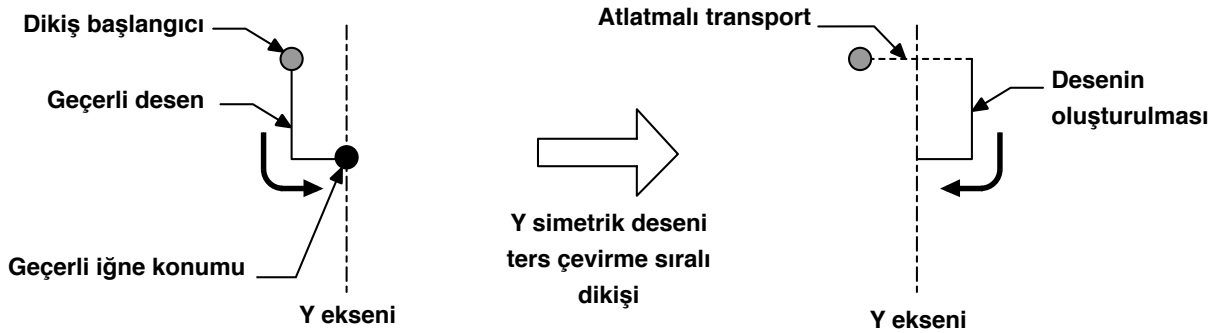 Dikiş başlangıcı
Geçerli desen
Geçerli iğne konumu
Y ekseni
Y simetrik deseni
ters çevirme sıralı
dikişi
Atlatmalı transport
Desenin
oluşturulması
Y ekseni